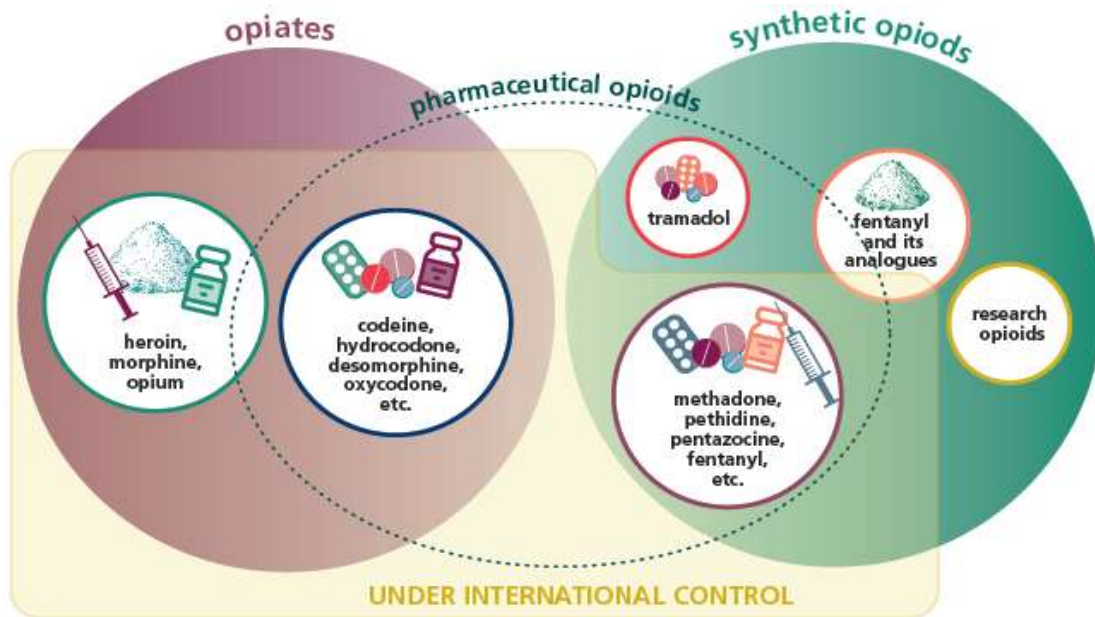 opiates
synthetic opiods
pharmaceutical opioids
tramadol
fentanyl
and its
analogues
heroin,
morphine,
opium
codeine,
hydrocodone,
desomorphine,
oxycodone,
etc.
research
opioids
methadone,
pethidine,
pentazocine,
fentanyl,
etc.
UNDER INTERNATIONAL CONTROL